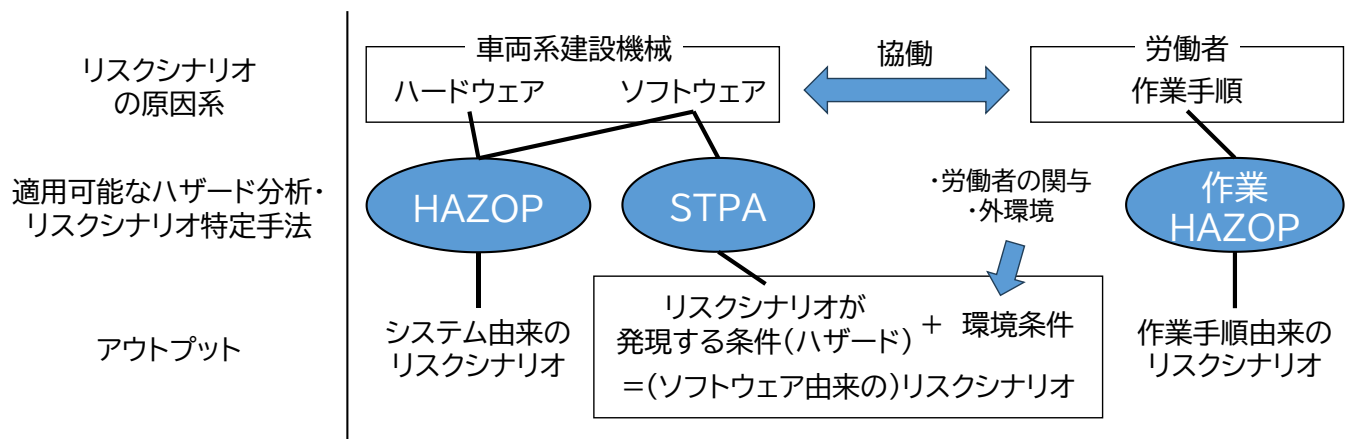 リスクシナリオ
の原因系
車両系建設機械
ハードウェア
ソフトウェア
協働
労働者
作業手順
適用可能なハザード分析・
リスクシナリオ特定手法
HAZOP
STPA
・労働者の関与
・外環境
作業
HAZOP
アウトプット
システム由来の
リスクシナリオ
リスクシナリオが
発現する条件(ハザード)
+ 環境条件
=(ソフトウェア由来の)リスクシナリオ
作業手順由来の
リスクシナリオ